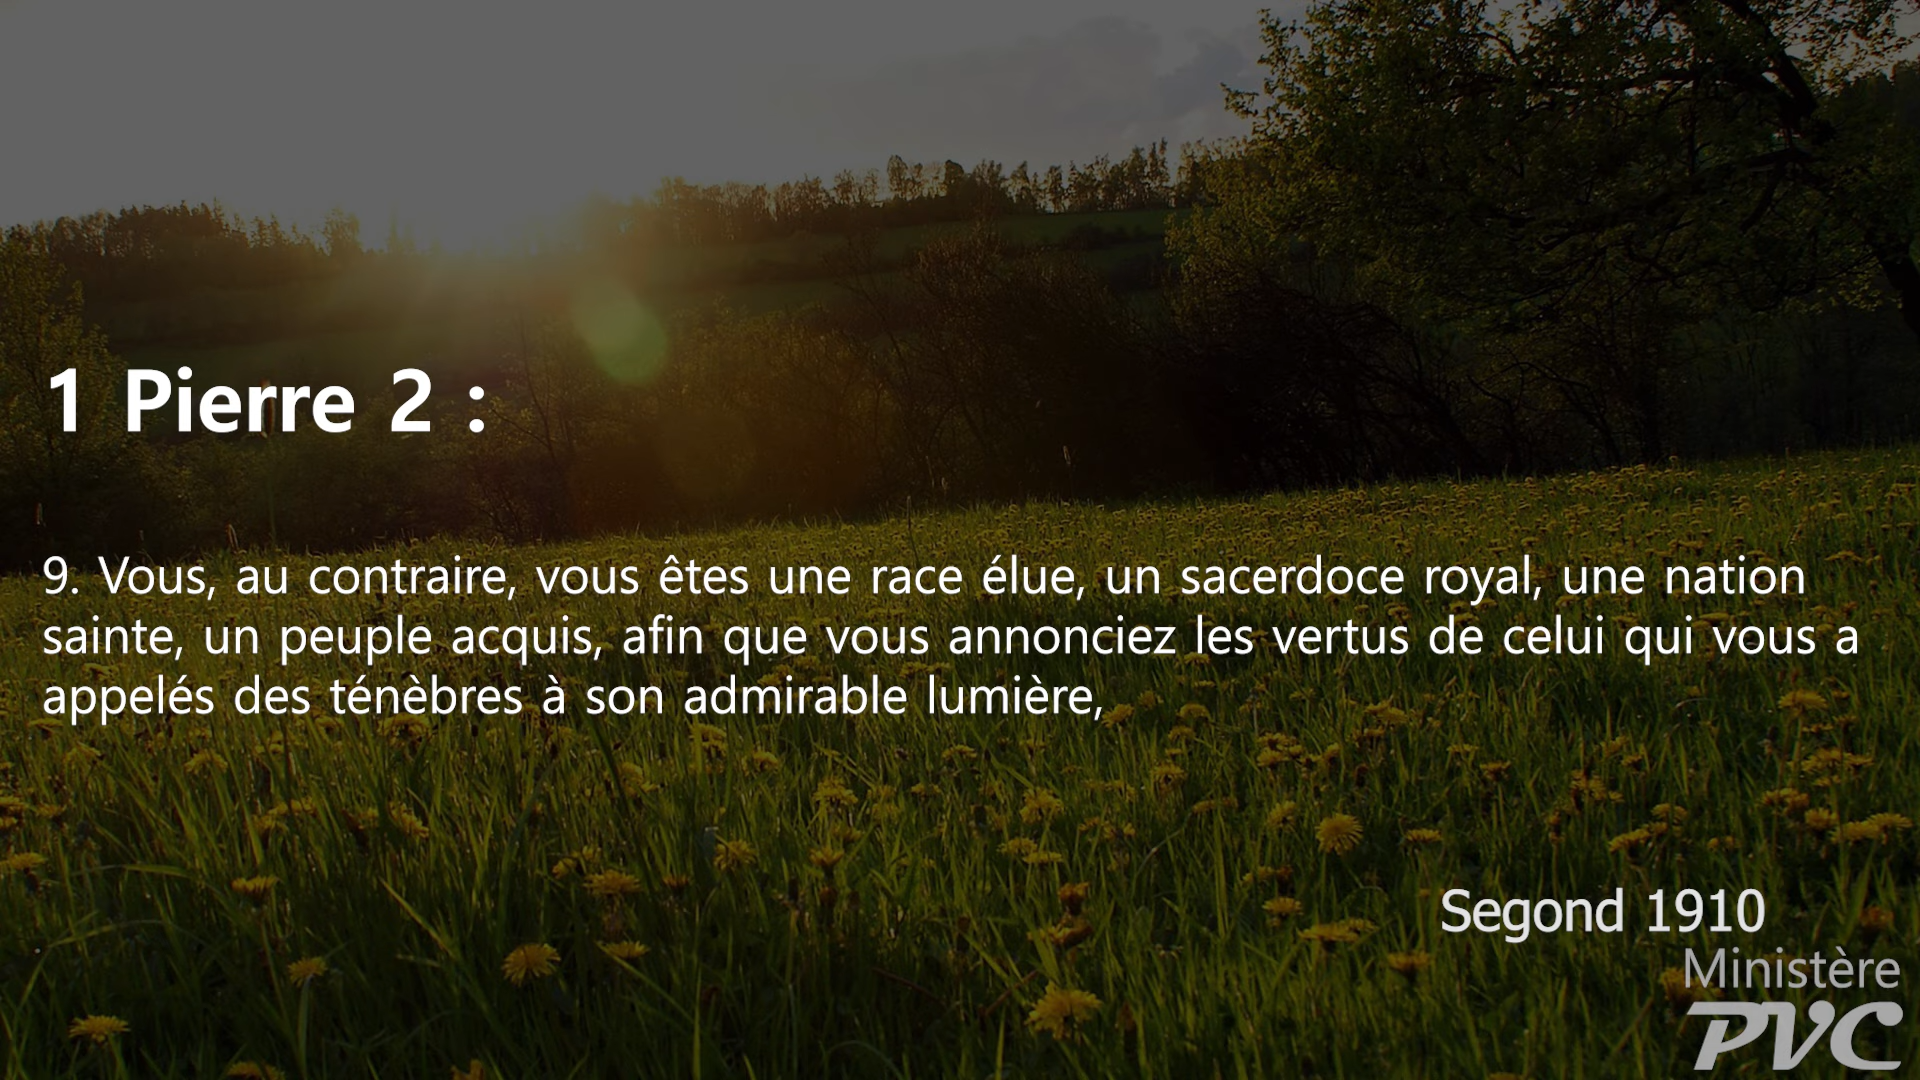 1 Pierre 2 :
9. Vous, au contraire, vous êtes une race élue, un sacerdoce royal, une nation
sainte, un peuple acquis, afin que vous annonciez les vertus de celui qui vous a
appelés des ténèbres à son admirable lumière,
Segond 1910
Ministère
PVC